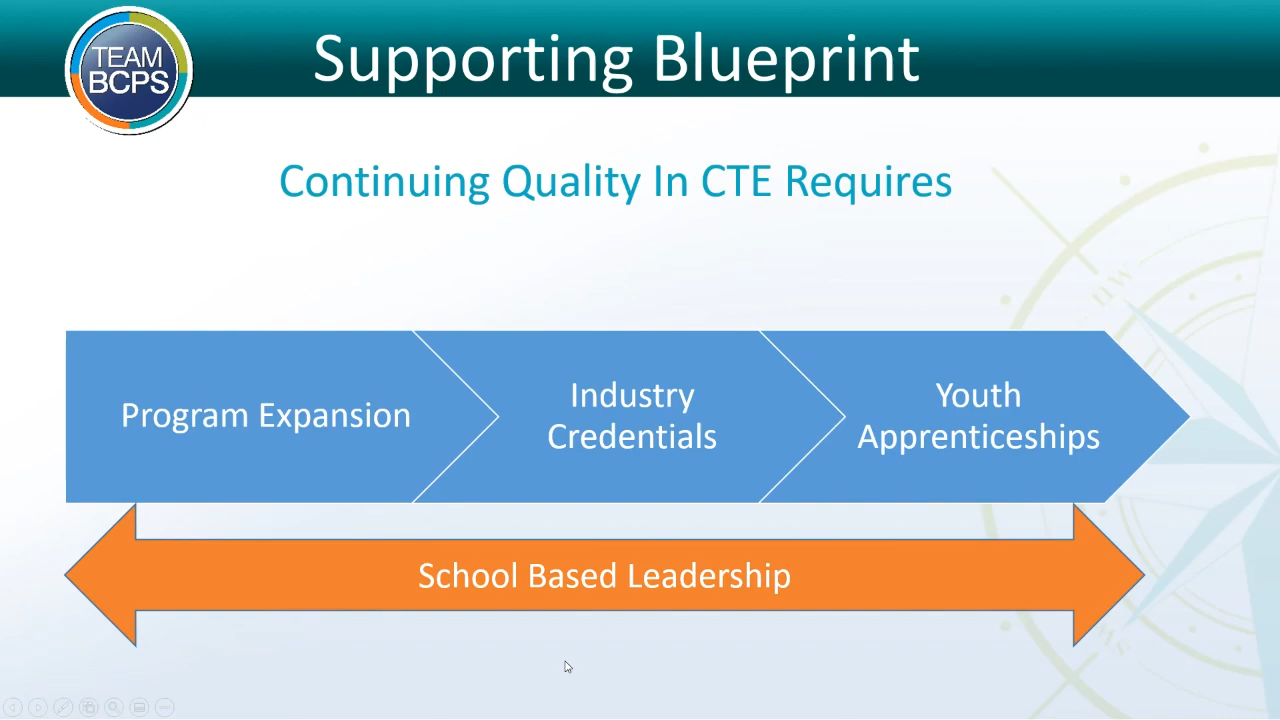 TEAM
BCPS
Supporting Blueprint
Continuing Quality In CTE Requires
Program Expansion
Industry
Credentials
Youth
Apprenticeships
School Based Leadership